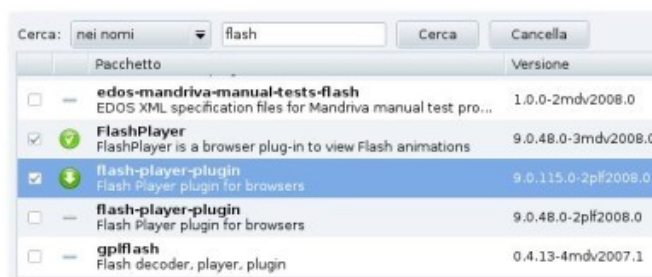 Cerca: nei nomi flash Cerca Cancella
Pacchetto Versione
edos-mandriva-manual-tests-flash
EDOS XML specification files for Mandriva manual test pro... 1.0.0-2mdv2008.0
FlashPlayer
FlashPlayer is a browser plug-in to view Flash animations 9.0.48.0-3mdv2008.0
flash-player-plugin
Flash Player plugin for browsers 9.0.115.0-2plf2008.0
flash-player-plugin
Flash Player plugin for browsers 9.0.48.0-2plf2008.0
gplflash
Flash decoder, player, plugin 0.4.13-4mdv2007.1